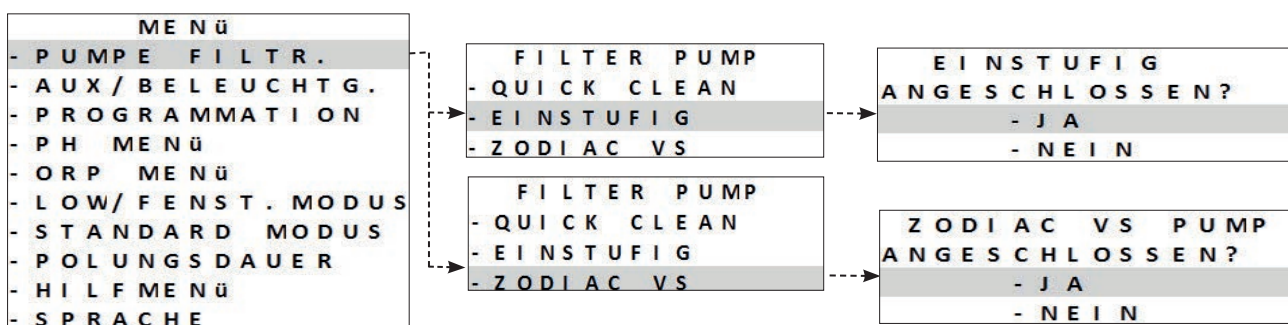 MENü
- PUMPE FILTR.
- AUX/BELEUCHTG.
- PROGRAMMATION
- PH MENü
- ORP MENü
- LOW/FENST.MODUS
- STANDARD MODUS
- POLUNGSDAUER
- HILFMENü
- SPRACHE
FILTER PUMP
- QUICK CLEAN
- EINSTUFIG
- ZODIAC VS
EINSTUFIG
ANGESCHLOSSEN?
- JA
- NEIN
FILTER PUMP
- QUICK CLEAN
- EINSTUFIG
- ZODIAC VS
ZODIAC VS PUMP
ANGESCHLOSSEN?
- JA
- NEIN